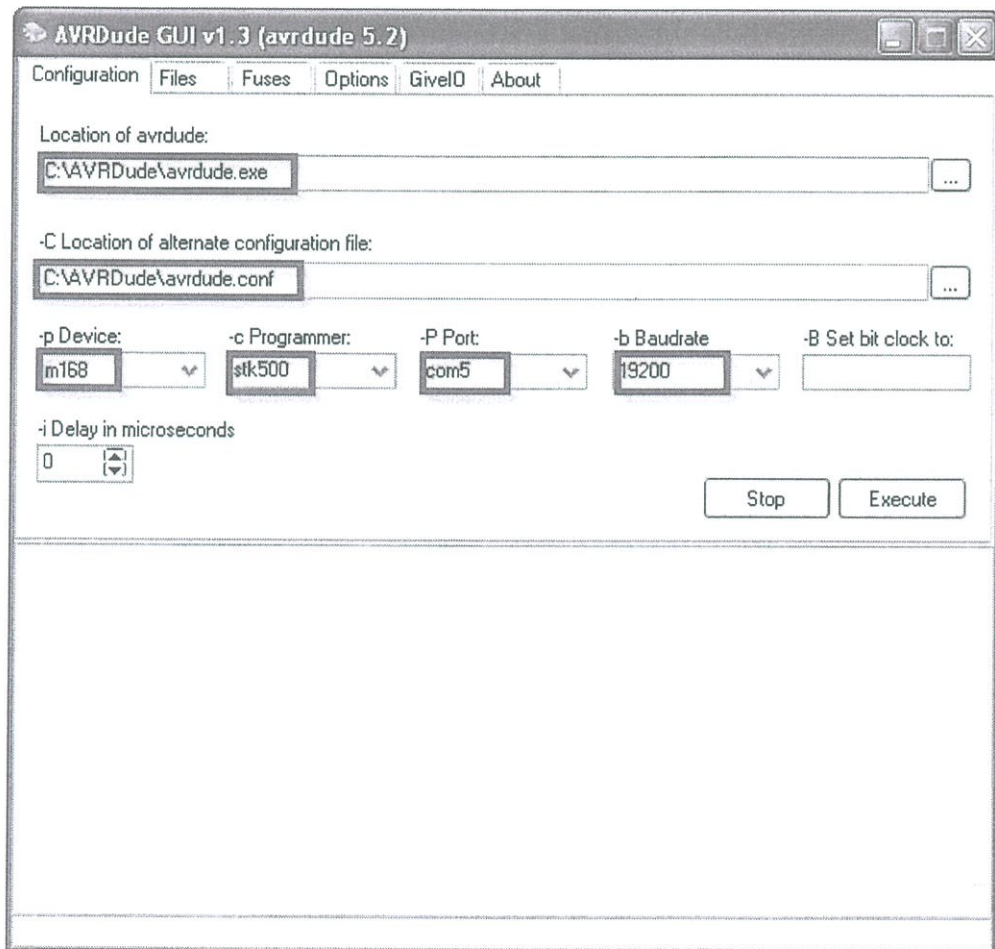 AVRDude GUI v1.3 (avrdude 5.2)
Configuration Files Fuses Options GiveIO About
Location of avrdude:
C:\AVRDude\avrdude.exe
...
-C Location of alternate configuration file:
C:\AVRDude\avrdude.conf
...
-p Device: -c Programmer: -P Port: -b Baudrate -B Set bit clock to:
m168 stk500 com5 19200
-i Delay in microseconds
0
Stop Execute